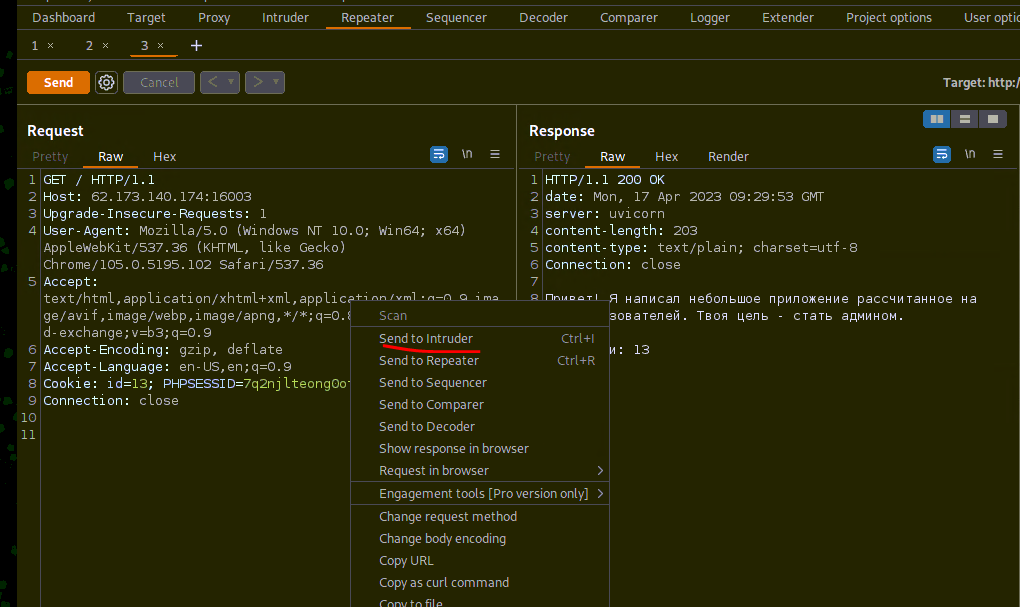 Dashboard Target Proxy Intruder Repeater Sequencer Decoder Comparer Logger Extender Project options User optio
1 × 2 × 3 × +
Send Cancel < > Target: http:/
Request
Pretty Raw Hex \n
1 GET / HTTP/1.1
2 Host: 62.173.140.174:16003
3 Upgrade-Insecure-Requests: 1
4 User-Agent: Mozilla/5.0 (Windows NT 10.0; Win64; x64)
AppleWebKit/537.36 (KHTML, like Gecko)
Chrome/105.0.5195.102 Safari/537.36
5 Accept:
text/html,application/xhtml+xml,application/xml;q=0.9,ima
ge/avif,image/webp,image/apng,*/*;q=0.8
d-exchange;v=b3;q=0.9
6 Accept-Encoding: gzip, deflate
7 Accept-Language: en-US,en;q=0.9
8 Cookie: id=13; PHPSESSID=7q2njlteong0o
9 Connection: close
10
11
Response
Pretty Raw Hex Render \n
1 HTTP/1.1 200 OK
2 date: Mon, 17 Apr 2023 09:29:53 GMT
3 server: uvicorn
4 content-length: 203
5 content-type: text/plain; charset=utf-8
6 Connection: close
7
8 Привет! Я написал небольшое приложение рассчитанное на
зователей. Твоя цель - стать админом.
и: 13
Scan
Send to Intruder Ctrl+I
Send to Repeater Ctrl+R
Send to Sequencer
Send to Comparer
Send to Decoder
Show response in browser
Request in browser >
Engagement tools [Pro version only] >
Change request method
Change body encoding
Copy URL
Copy as curl command
Copy to file